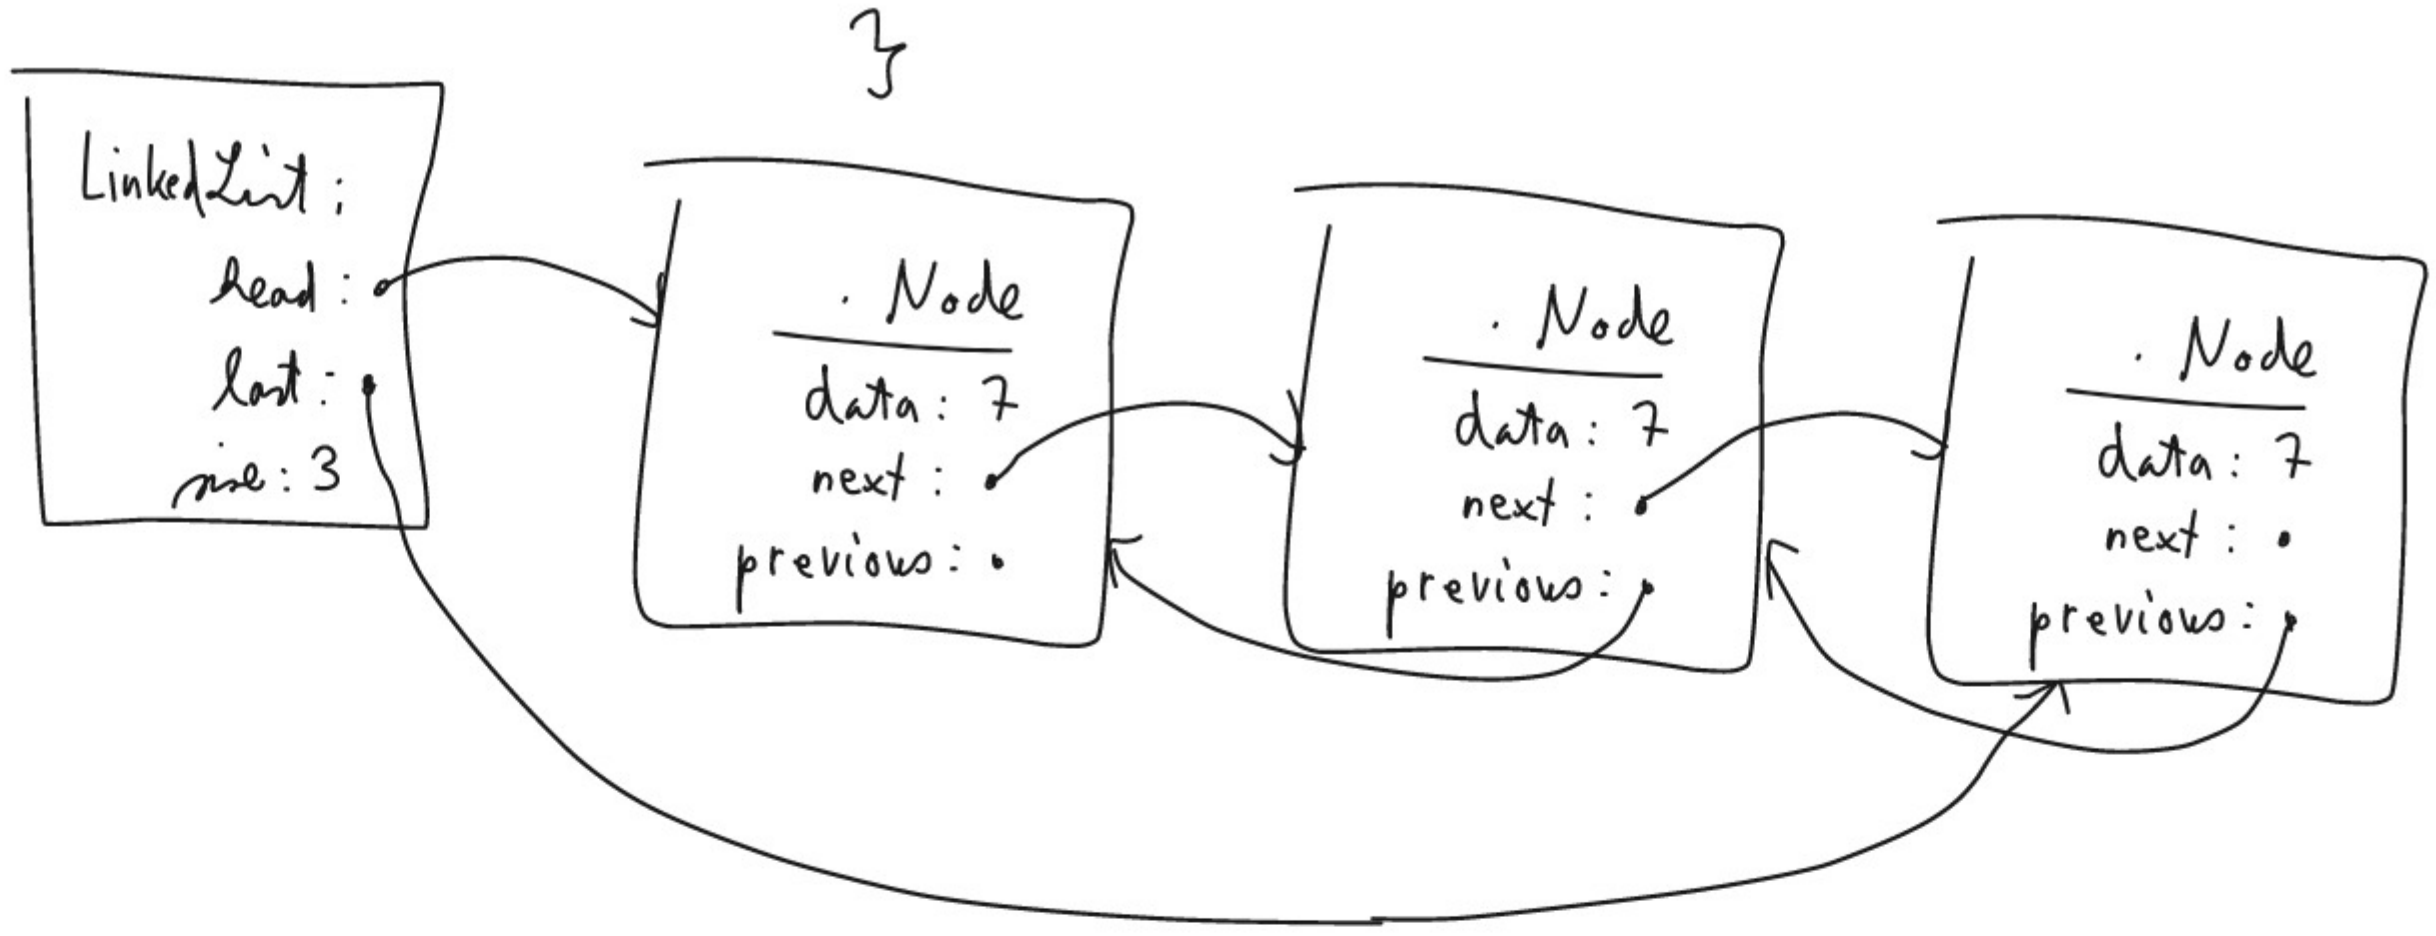 }
LinkedList:
head:
last:
size: 3
. Node
data: 7
next:
previous:
. Node
data: 7
next:
previous:
. Node
data: 7
next:
previous: